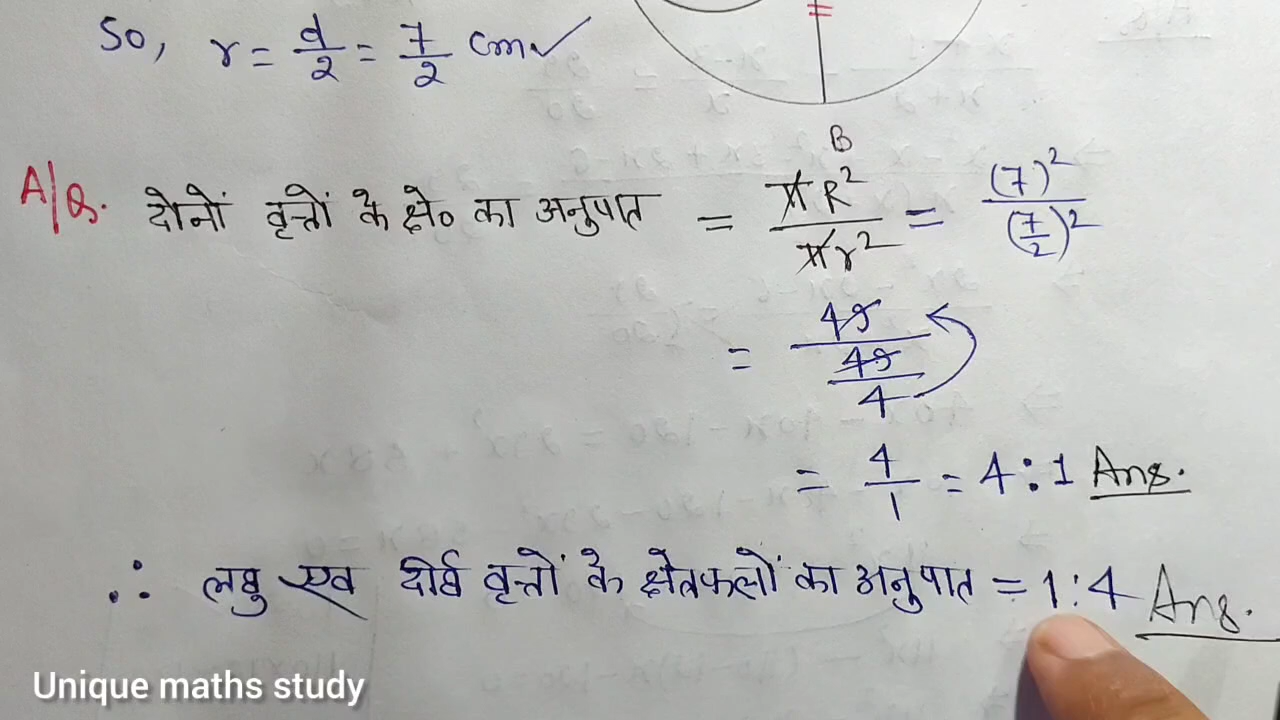 So, r = d/2 = 7/2 cm ✓
B
A/Q. दोनों वृत्तों के क्षे० का अनुपात = πR²/πr² = (7)²/(7/2)²
= 49/(49/4)
= 4/1 = 4:1 Ans.
∴ लघु एव दीर्घ वृत्तों के क्षेत्रफलों का अनुपात = 1:4 Ans.
Unique maths study